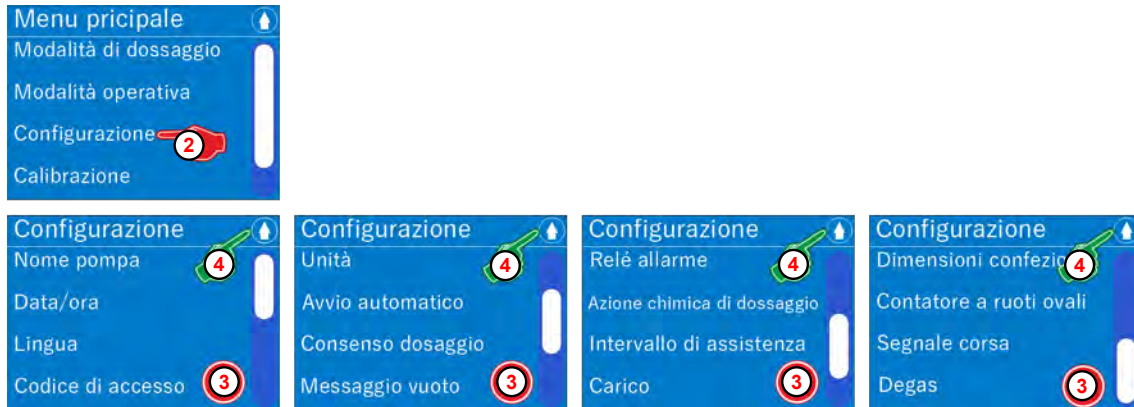 Menu pricipale
Modalità di dossaggio
Modalità operativa
Configurazione
2
Calibrazione
Configurazione
Nome pompa
4
Data/ora
Lingua
Codice di accesso
3
Configurazione
Unità
4
Avvio automatico
Consenso dosaggio
Messaggio vuoto
3
Configurazione
Relé allarme
4
Azione chimica di dossaggio
Intervallo di assistenza
Carico
3
Configurazione
Dimensioni confezio
4
Contatore a ruoti ovali
Segnale corsa
Degas
3